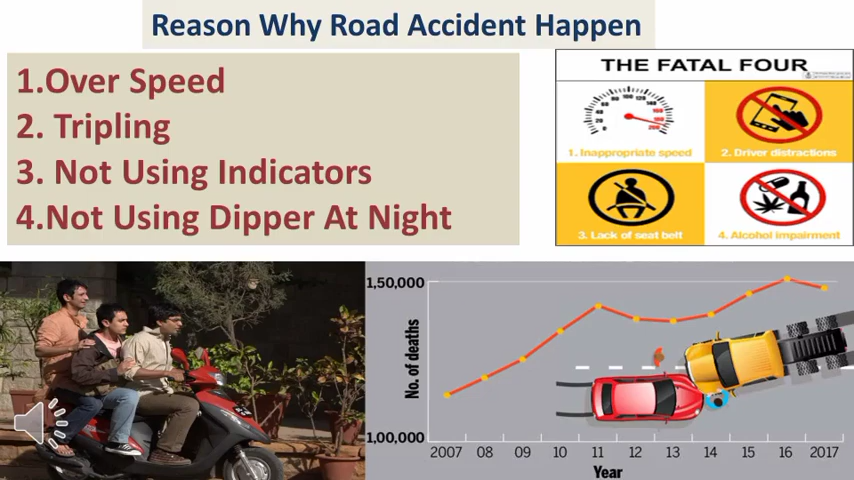 Reason Why Road Accident Happen
1.Over Speed
2. Tripling
3. Not Using Indicators
4.Not Using Dipper At Night
THE FATAL FOUR
1. Inappropriate speed
2. Driver distractions
3. Lack of seat belt
4. Alcohol impairment
1,50,000
No. of deaths
1,00,000
2007 08 09 10 11 12 13 14 15 16 2017
Year